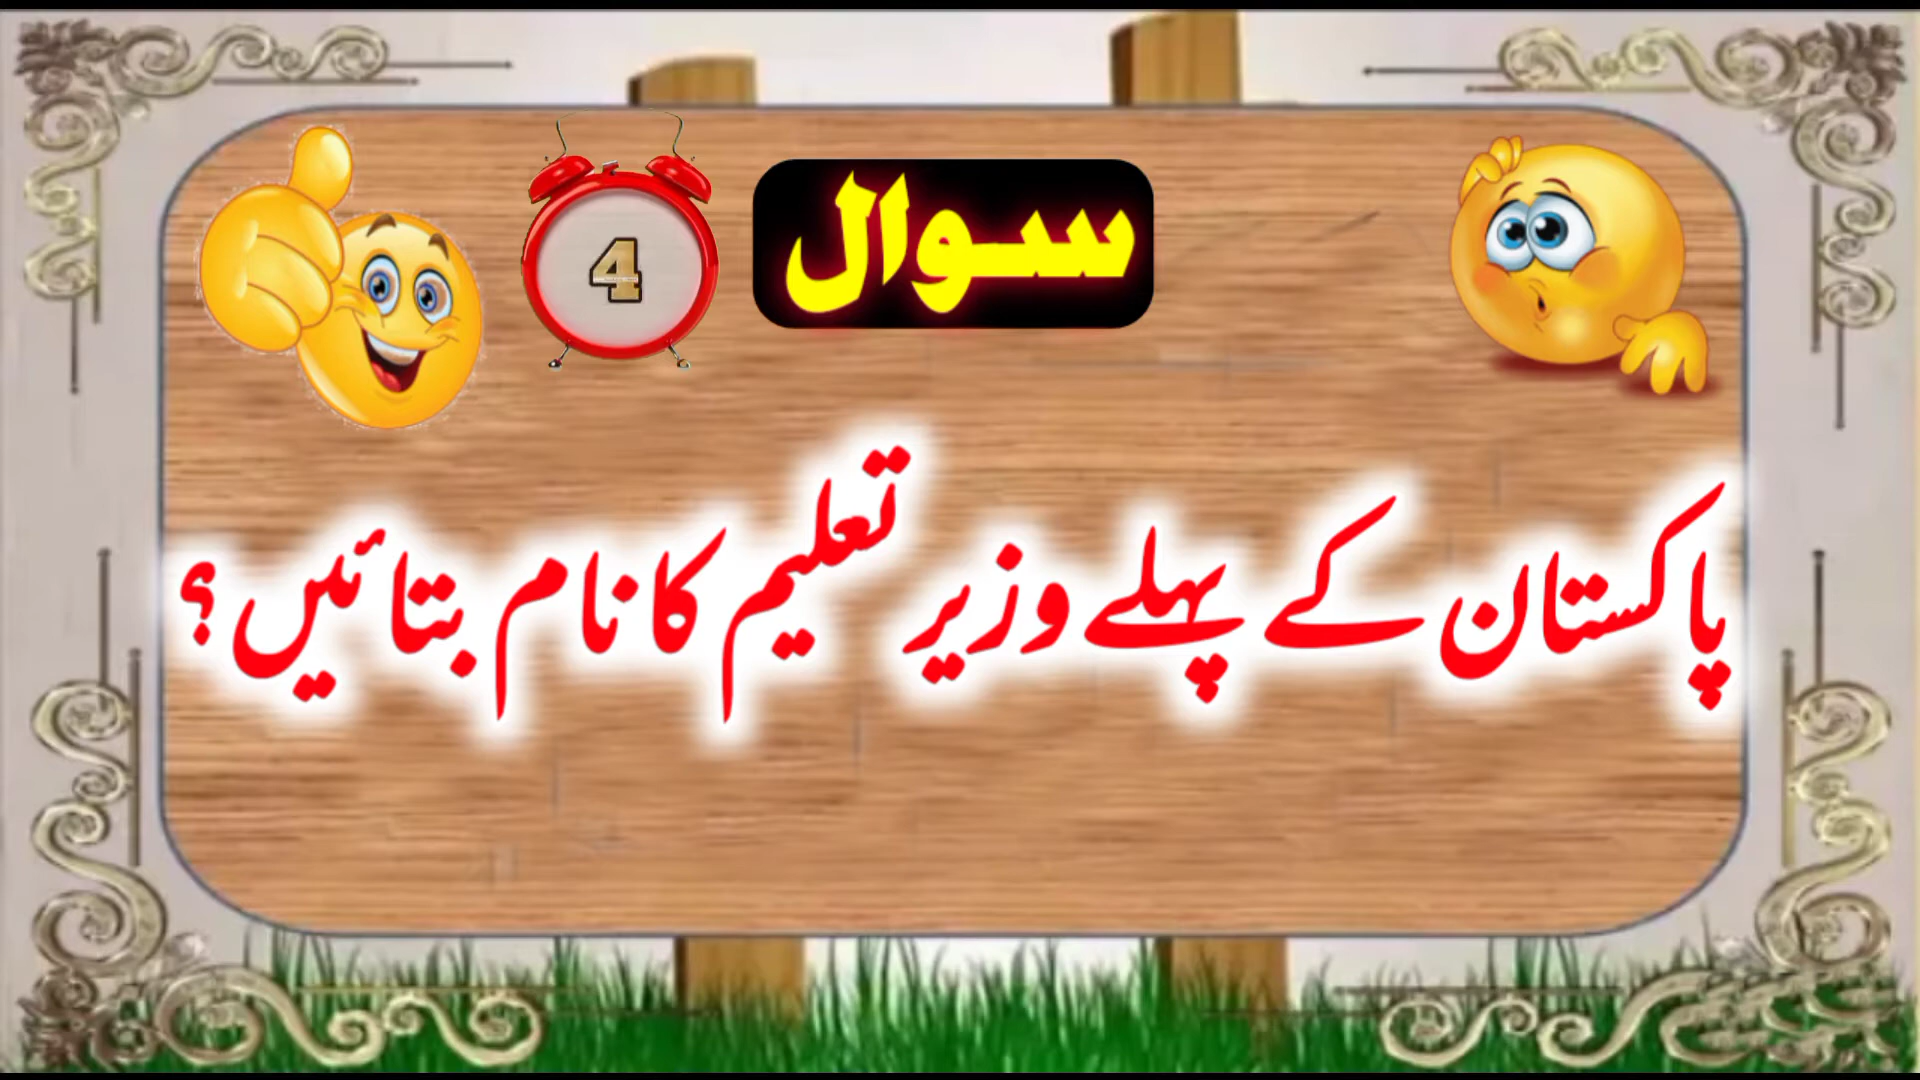 سوال
4
پاکستان کے پہلے وزیر تعلیم کا نام بتائیں؟